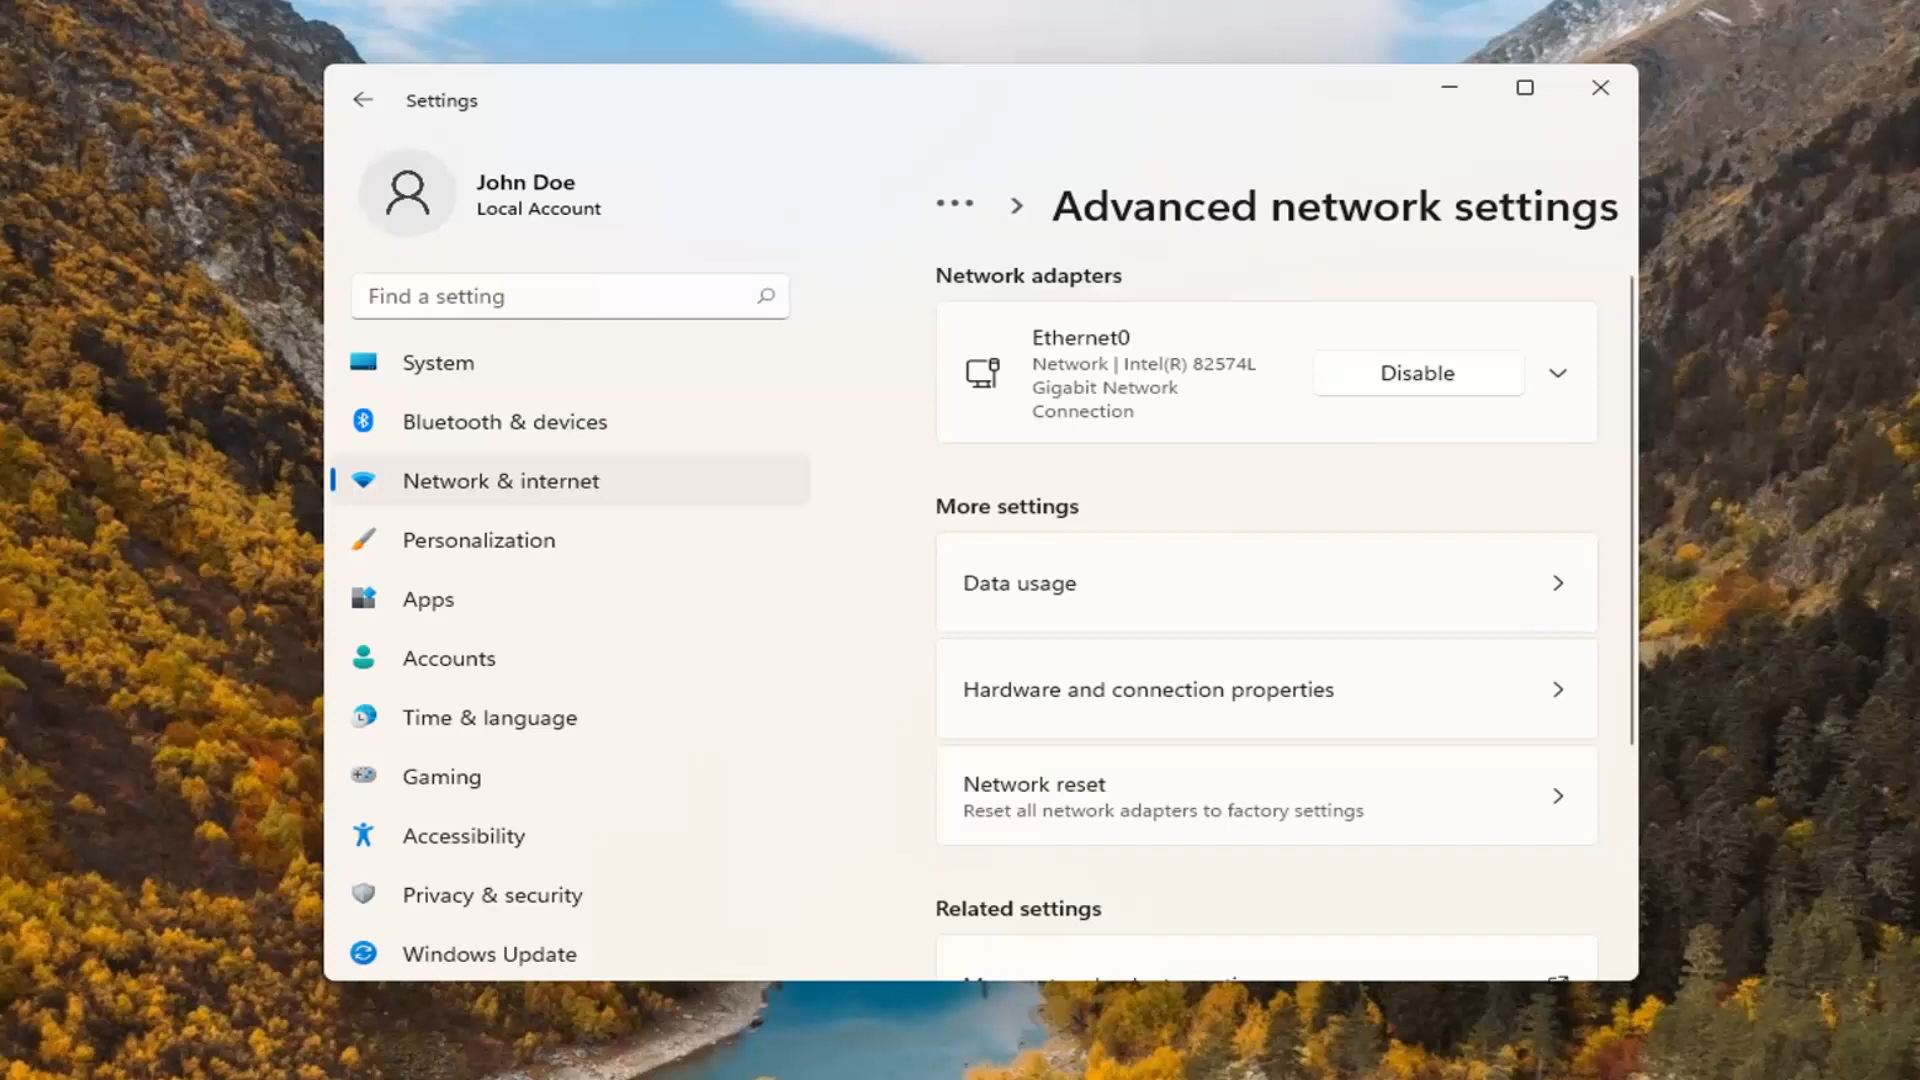 Settings
John Doe
Local Account
Find a setting
System
Bluetooth & devices
Network & internet
Personalization
Apps
Accounts
Time & language
Gaming
Accessibility
Privacy & security
Windows Update
Advanced network settings
Network adapters
Ethernet0
Network | Intel(R) 82574L
Gigabit Network
Connection
Disable
More settings
Data usage
Hardware and connection properties
Network reset
Reset all network adapters to factory settings
Related settings